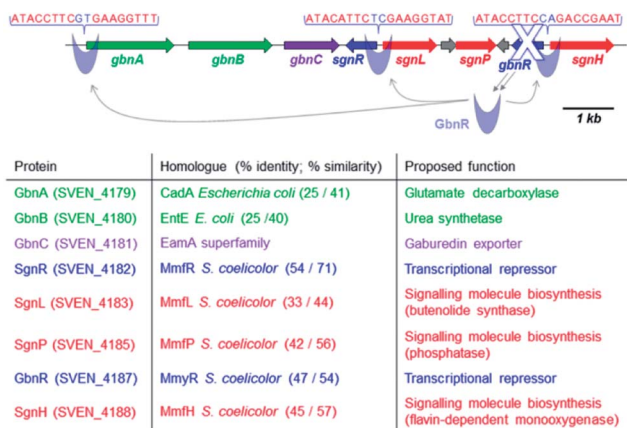 ATACCTTCGTGAAGGTTT ATACATTCTCGAAGGTAT ATACCTTCCAGACCGAAT
gbnA gbnB gbnC sgnR sgnL sgnP gbnR sgnH
GbnR
1 kb
Protein Homologue (% identity; % similarity) Proposed function
GbnA (SVEN_4179) CadA Escherichia coli (25 / 41) Glutamate decarboxylase
GbnB (SVEN_4180) EntE E. coli (25 /40) Urea synthetase
GbnC (SVEN_4181) EamA superfamily Gaburedin exporter
SgnR (SVEN_4182) MmfR S. coelicolor (54 / 71) Transcriptional repressor
SgnL (SVEN_4183) MmfL S. coelicolor (33 / 44) Signalling molecule biosynthesis
(butenolide synthase)
SgnP (SVEN_4185) MmfP S. coelicolor (42 / 56) Signalling molecule biosynthesis
(phosphatase)
GbnR (SVEN_4187) MmyR S. coelicolor (47 / 54) Transcriptional repressor
SgnH (SVEN_4188) MmfH S. coelicolor (45 / 57) Signalling molecule biosynthesis
(flavin-dependent monooxygenase)